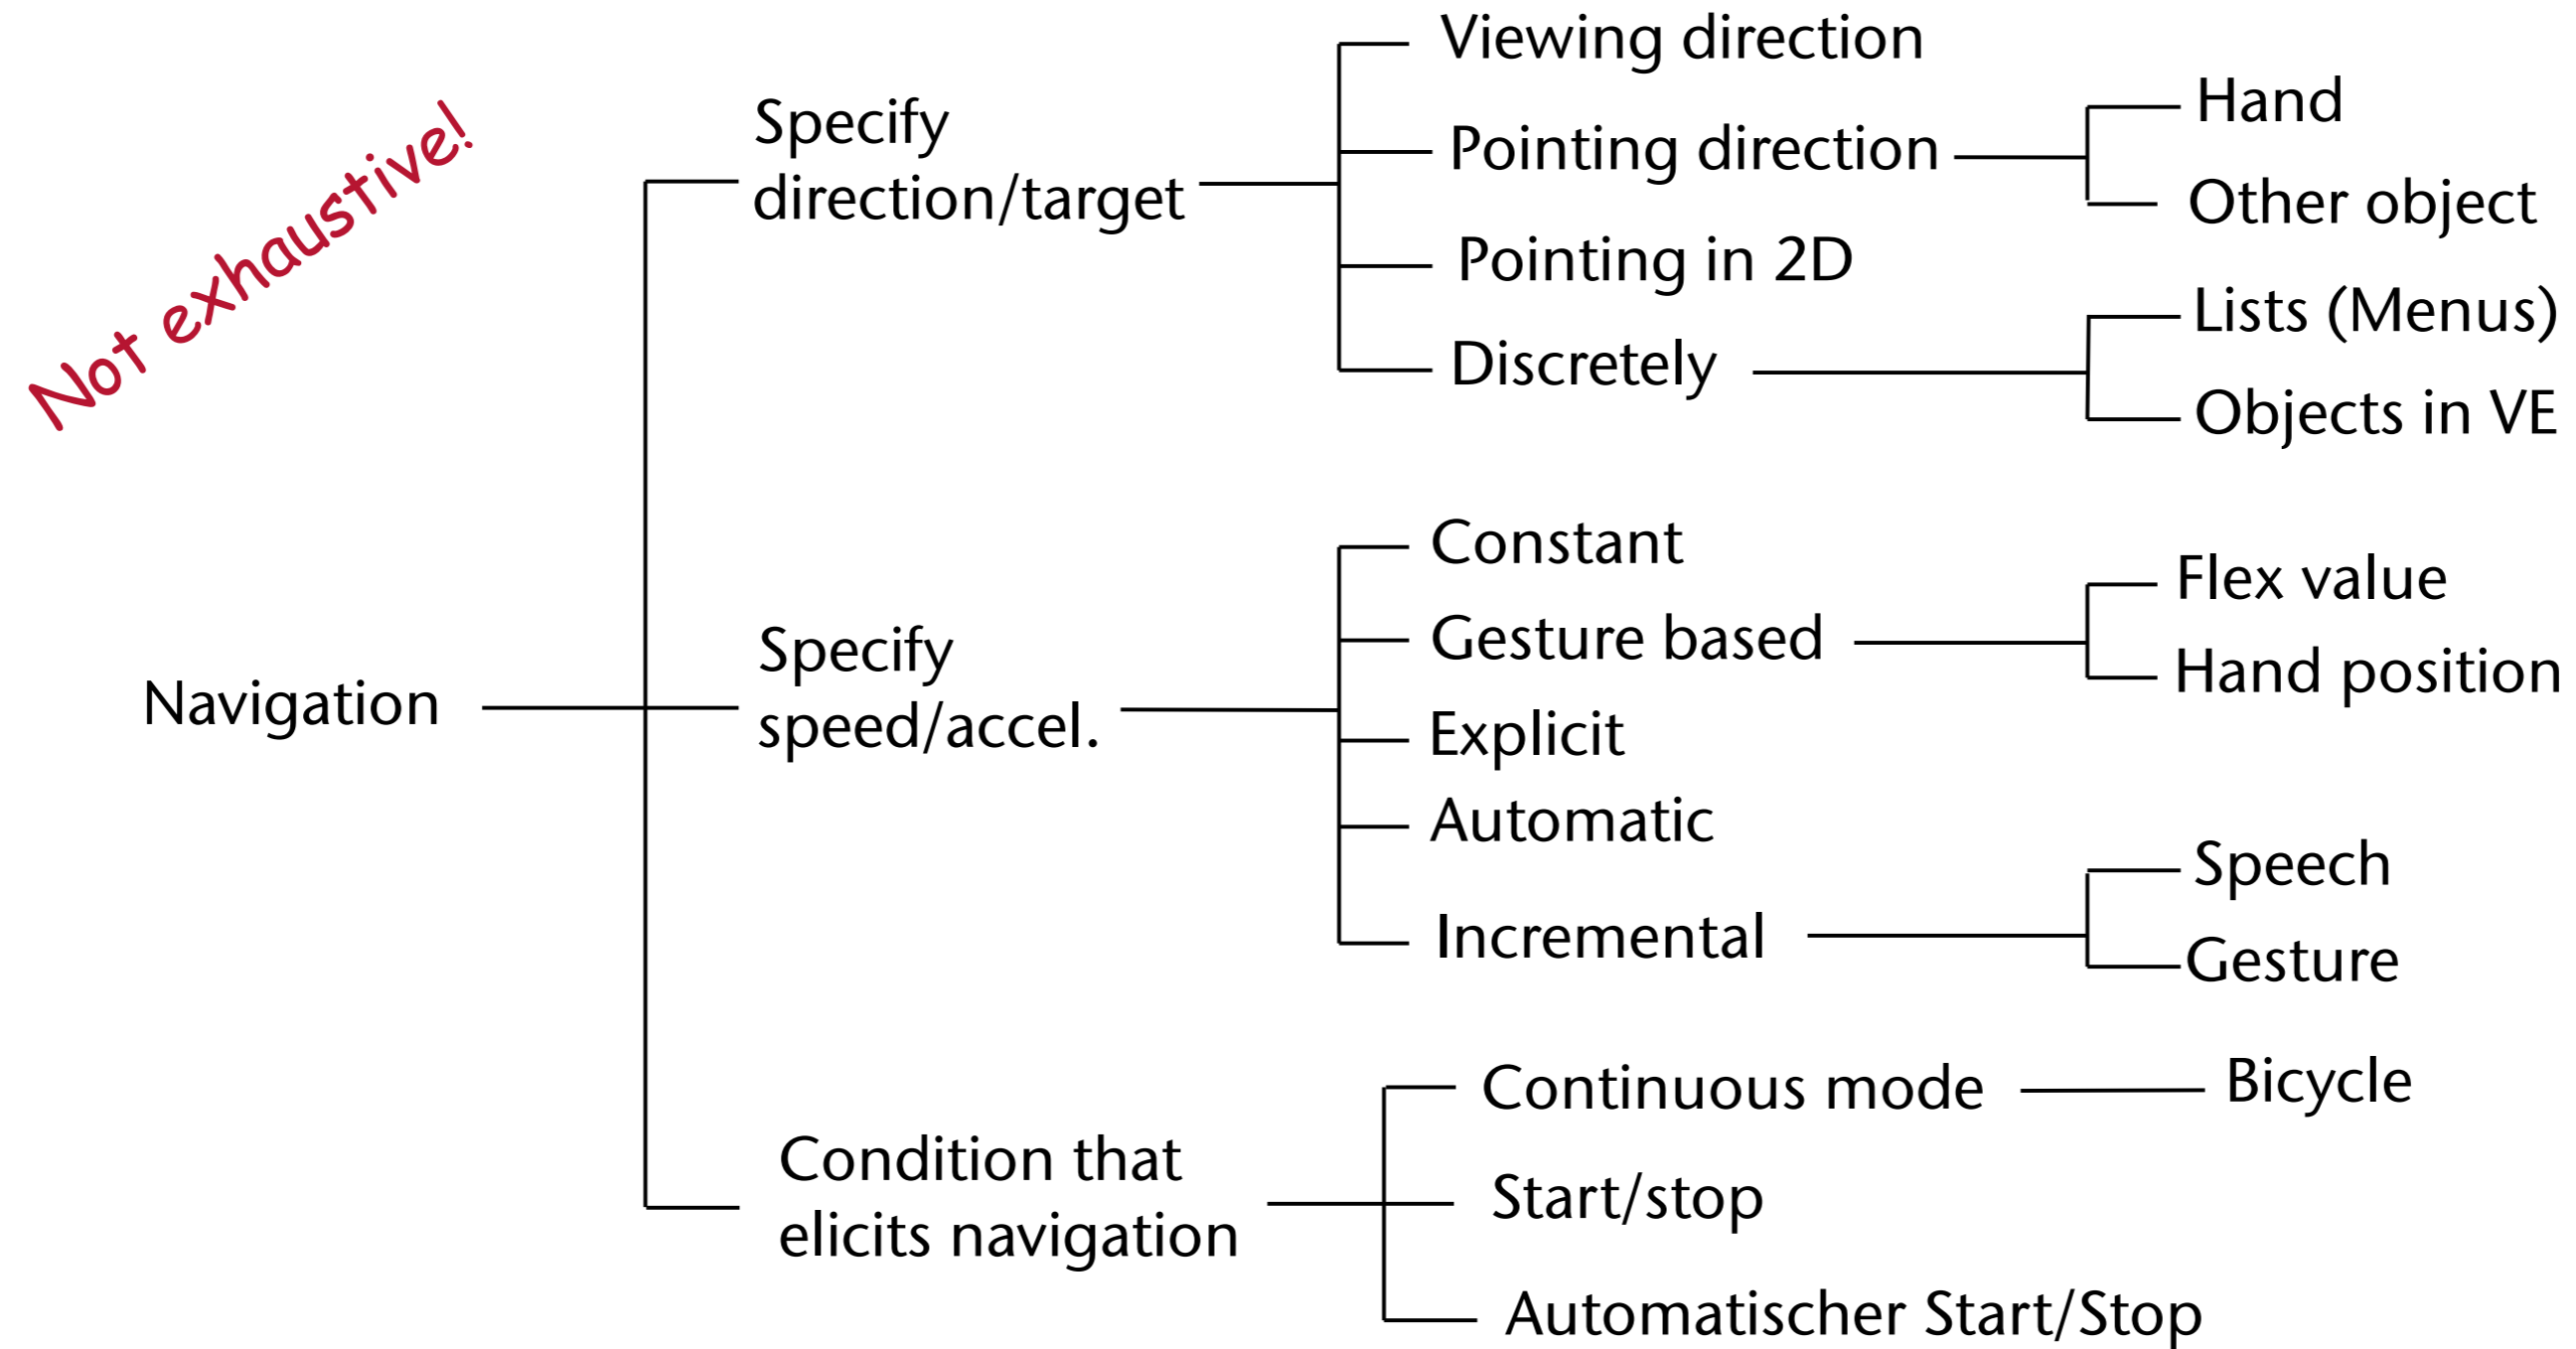 Not exhaustive!
Navigation
Specify
direction/target
Viewing direction
Pointing direction
Hand
Other object
Pointing in 2D
Discretely
Lists (Menus)
Objects in VE
Specify
speed/accel.
Constant
Gesture based
Flex value
Hand position
Explicit
Automatic
Incremental
Speech
Gesture
Condition that
elicits navigation
Continuous mode
Bicycle
Start/stop
Automatischer Start/Stop